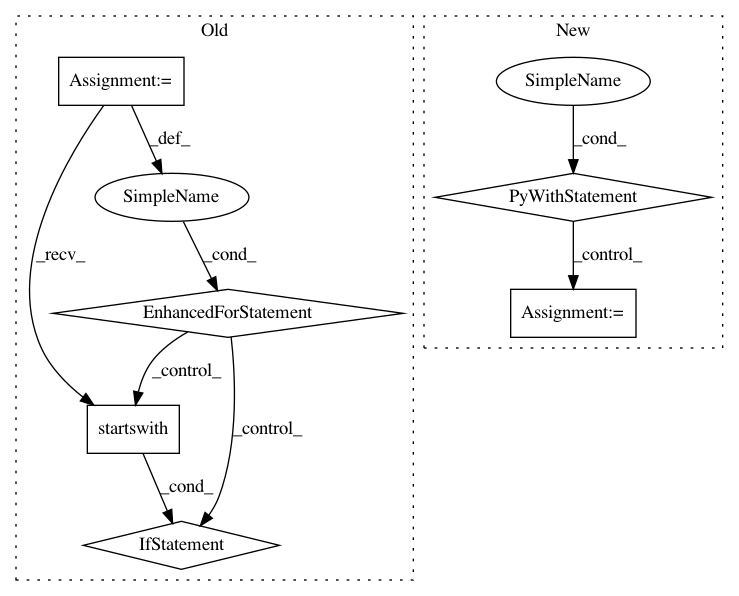 Old
Assignment:=
_def_
SimpleName
_recv_
_cond_
EnhancedForStatement
_control_
_control_
startswith
_cond_
IfStatement
New
SimpleName
_cond_
PyWithStatement
_control_
Assignment:=